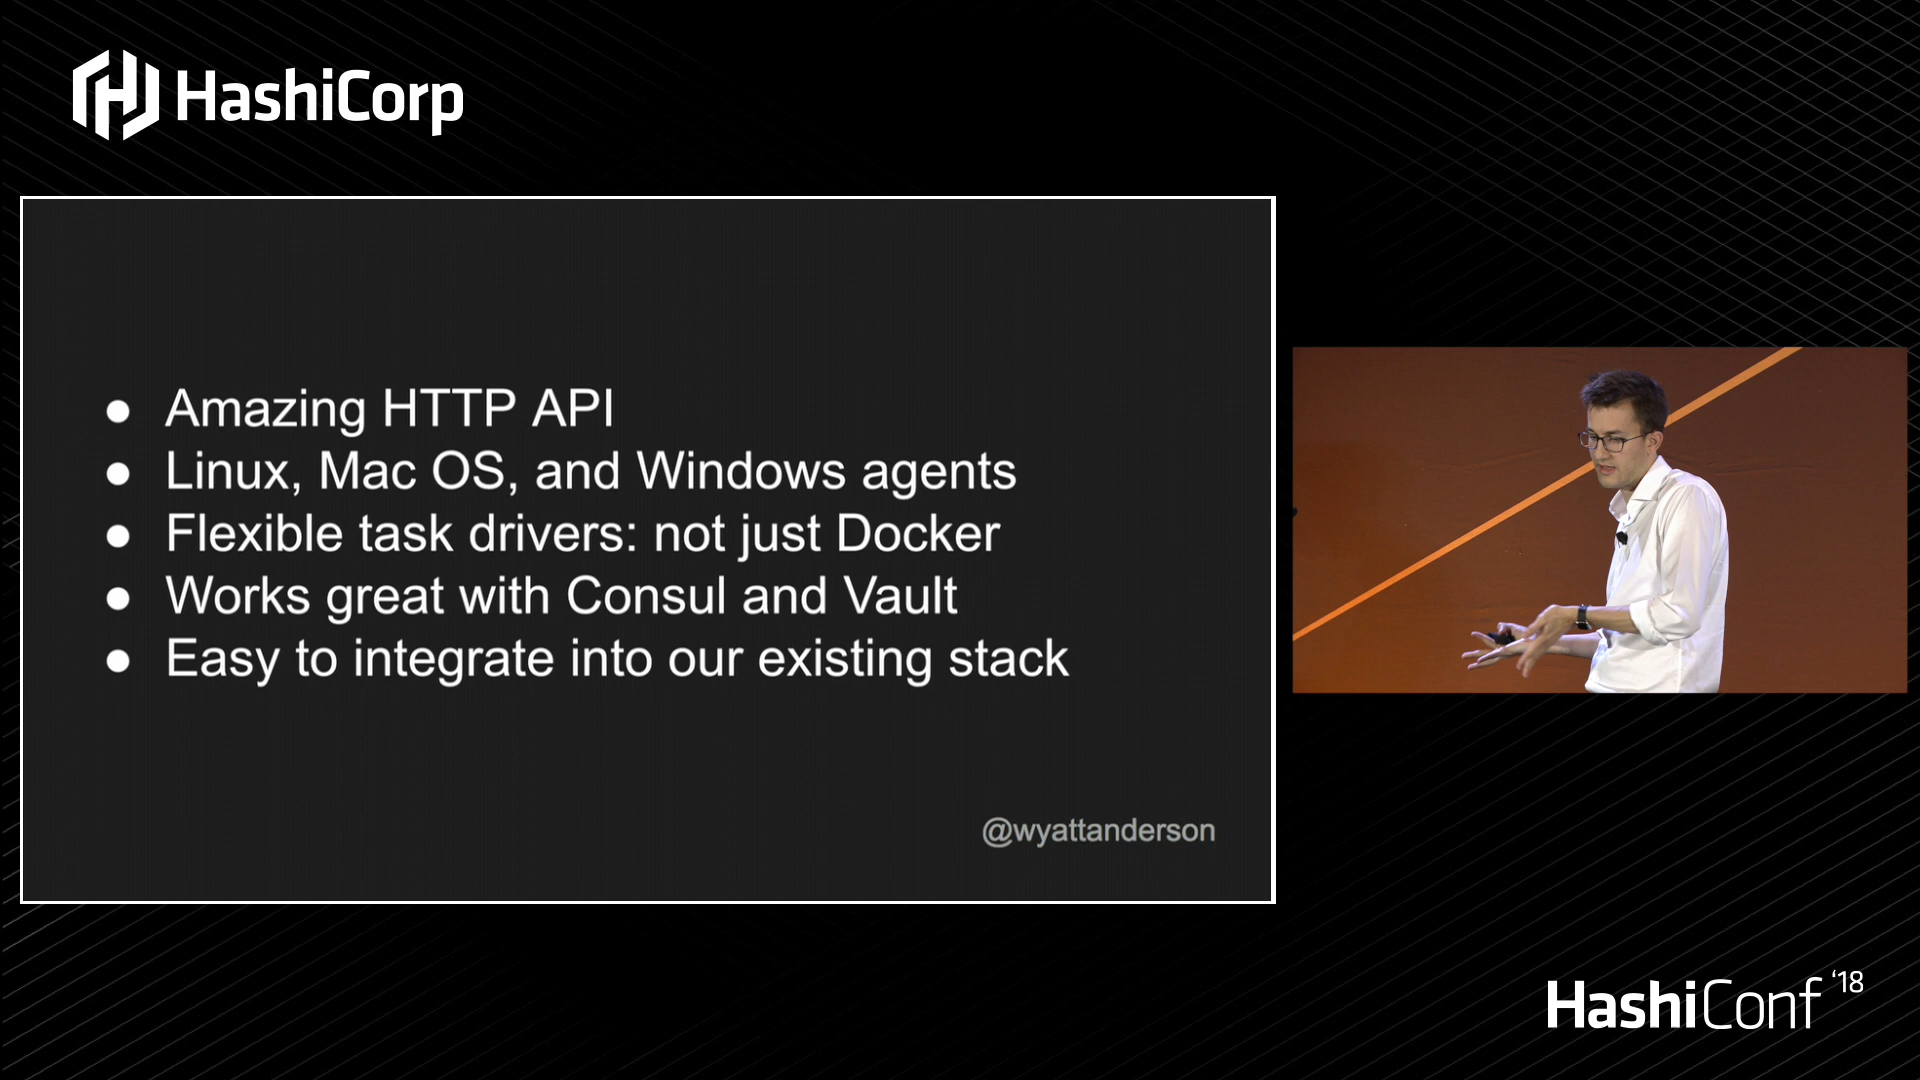 HashiCorp
● Amazing HTTP API
● Linux, Mac OS, and Windows agents
● Flexible task drivers: not just Docker
● Works great with Consul and Vault
● Easy to integrate into our existing stack
@wyattanderson
HashiConf '18